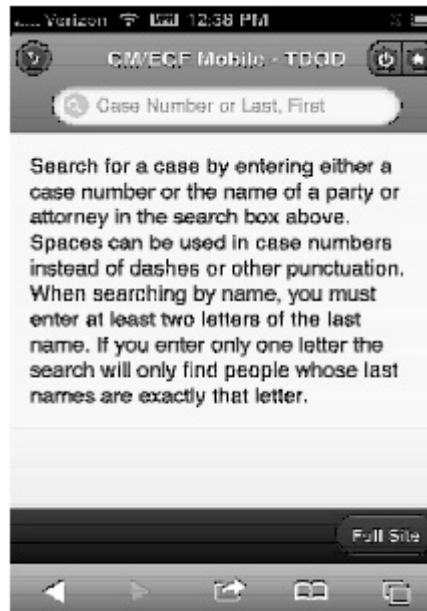 Verizon 12:38 PM
CM/ECF Mobile - TDOD
Case Number or Last, First
Search for a case by entering either a
case number or the name of a party or
attorney in the search box above.
Spaces can be used in case numbers
instead of dashes or other punctuation.
When searching by name, you must
enter at least two letters of the last
name. If you enter only one letter the
search will only find people whose last
names are exactly that letter.
Full Site